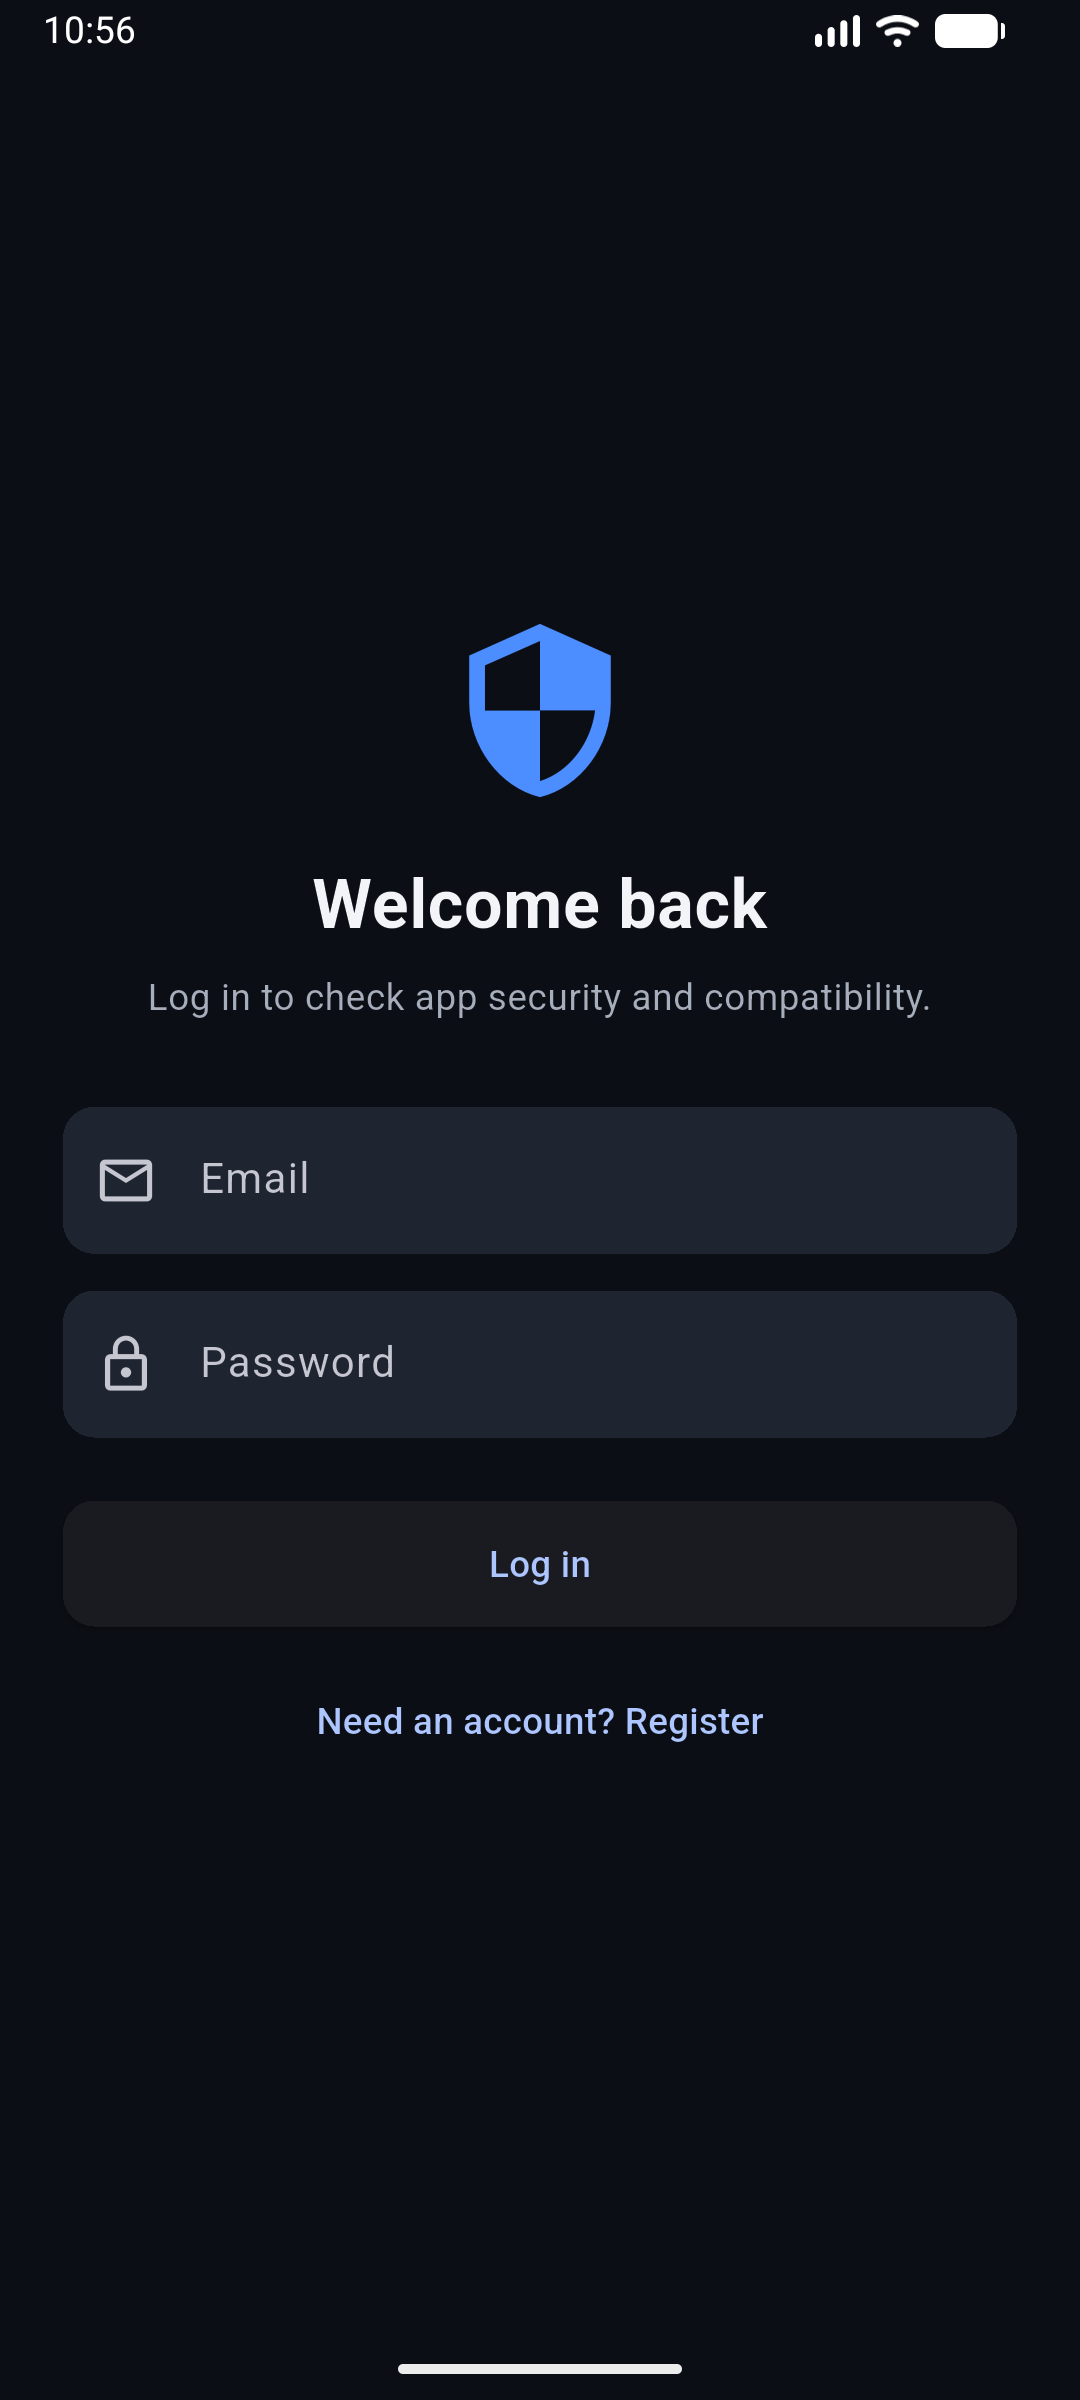 10:56
Welcome back
Log in to check app security and compatibility.
Email
Password
Log in
Need an account? Register